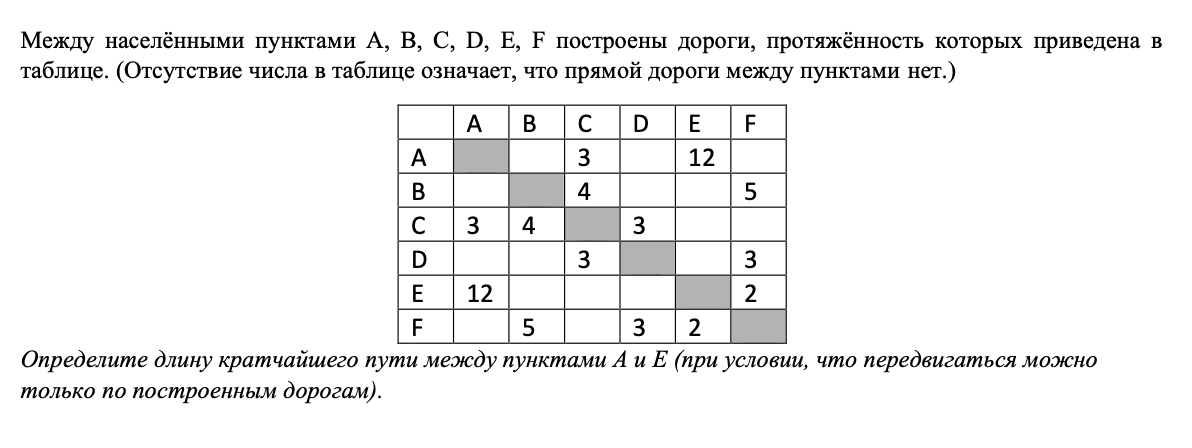 Между населёнными пунктами A, B, C, D, E, F построены дороги, протяжённость которых приведена в
таблице. (Отсутствие числа в таблице означает, что прямой дороги между пунктами нет.)
A B C D E F
A 3 12
B 4 5
C 3 4 3
D 3 3
E 12 2
F 5 3 2
Определите длину кратчайшего пути между пунктами A и E (при условии, что передвигаться можно
только по построенным дорогам).